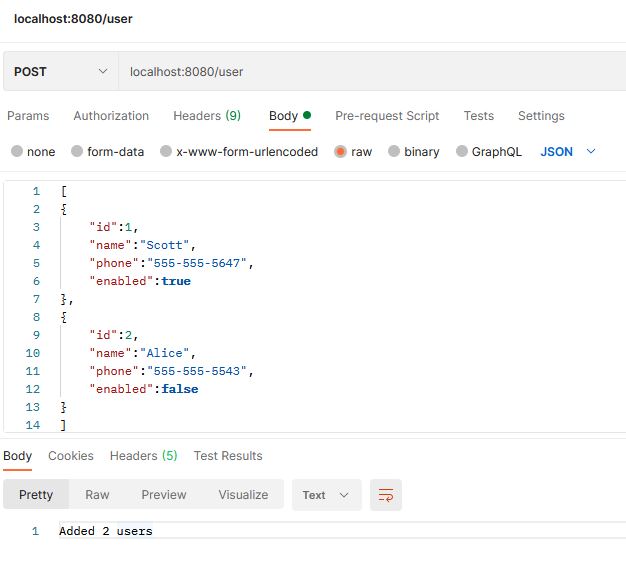 localhost:8080/user
POST localhost:8080/user
Params Authorization Headers (9) Body Pre-request Script Tests Settings
none form-data x-www-form-urlencoded raw binary GraphQL JSON
1 [
2 {
3 "id":1,
4 "name":"Scott",
5 "phone":"555-555-5647",
6 "enabled":true
7 },
8 {
9 "id":2,
10 "name":"Alice",
11 "phone":"555-555-5543",
12 "enabled":false
13 }
14 ]
Body Cookies Headers (5) Test Results
Pretty Raw Preview Visualize Text
1 Added 2 users